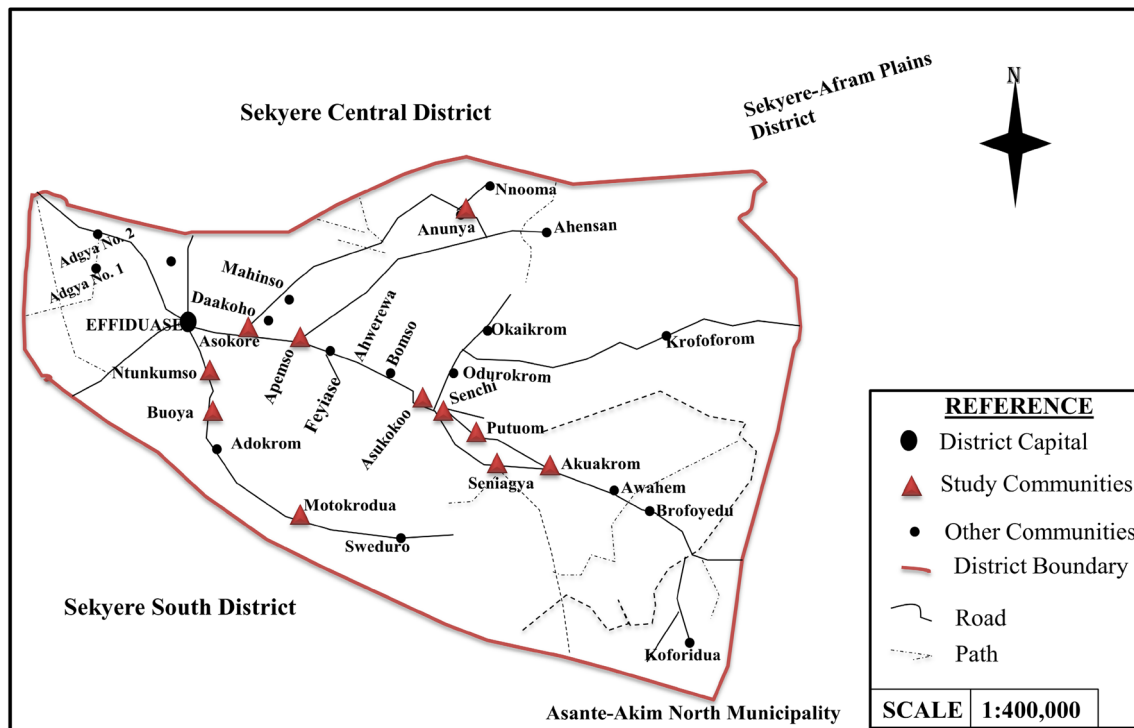 Sekyere-Afram Plains
District
N
Sekyere Central District
Nnooma
Anunya
Ahensan
Adgya No. 2
Adgya No. 1
Mahinso
Daakoho
EFFIDUASE
Asokore
Apemso
Ahwerewa
Bomso
Feyiase
Okaikrom
Krofoforom
Ntunkumso
Odurokrom
Senchi
Buoya
Asukokoo
Putuom
Adokrom
Akuakrom
Seniagya
Awahem
Motokrodua
Brofoyedu
Sweduro
Koforidua
Sekyere South District
Asante-Akim North Municipality
REFERENCE
District Capital
Study Communities
Other Communities
District Boundary
Road
Path
SCALE 1:400,000